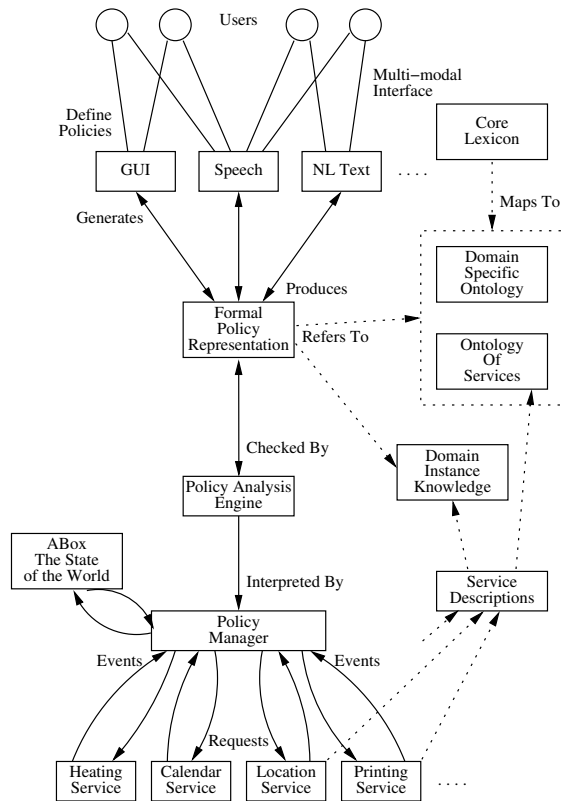 Users
Multi−modal
Interface
Define
Policies
Core
Lexicon
GUI
Speech
NL Text
....
Maps To
Generates
Domain
Specific
Ontology
Produces
Formal
Policy
Representation
Refers To
Ontology
Of
Services
Checked By
Domain
Instance
Knowledge
Policy Analysis
Engine
ABox
The State
of the World
Interpreted By
Service
Descriptions
Policy
Manager
Events
Events
Requests
Heating
Service
Calendar
Service
Location
Service
Printing
Service
....